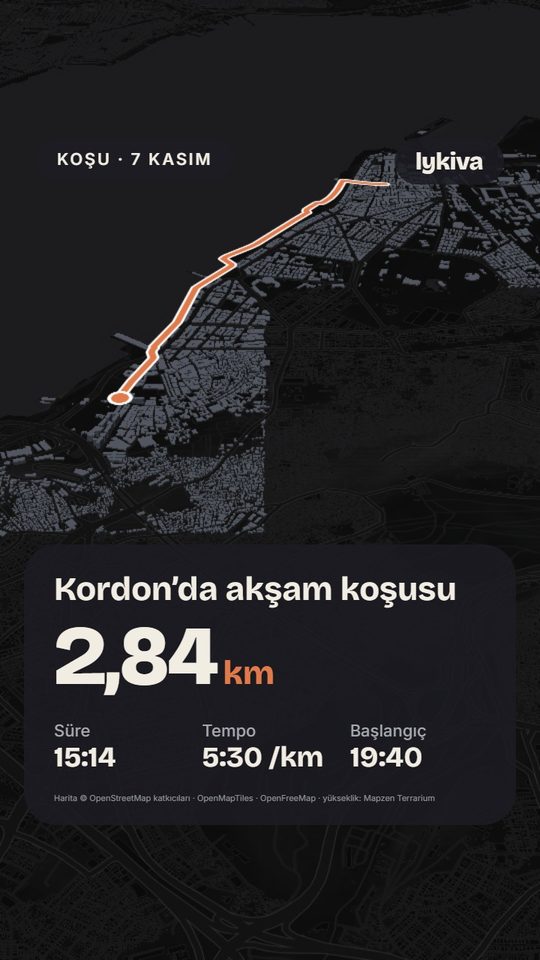 KOŞU · 7 KASIM
lykiva
Kordon’da akşam koşusu
2,84 km
Süre Tempo Başlangıç
15:14 5:30 /km 19:40
Harita © OpenStreetMap katkıcıları · OpenMapTiles · OpenFreeMap · yükseklik: Mapzen Terrarium